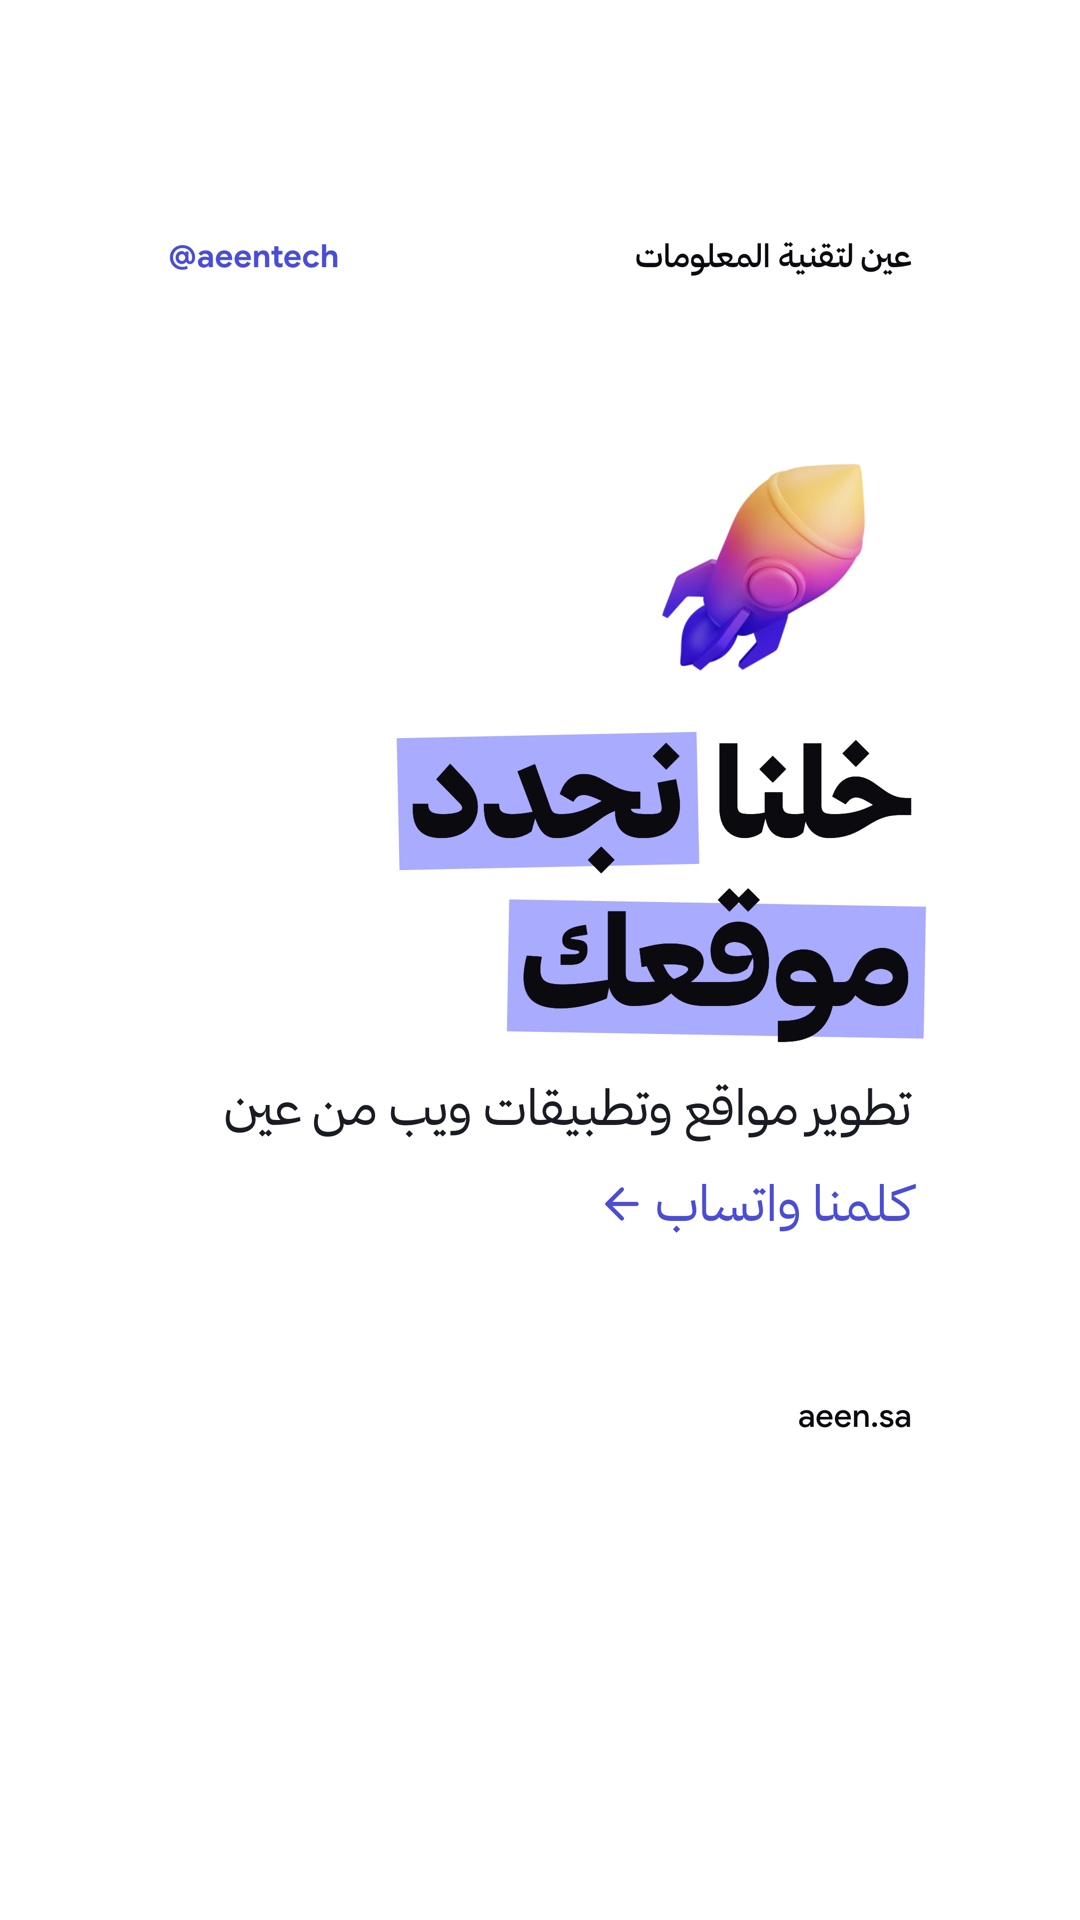 عين لتقنية المعلومات
@aeentech
خلنا نجدد
موقعك
تطوير مواقع وتطبيقات ويب من عين
كلمنا واتساب ←
aeen.sa